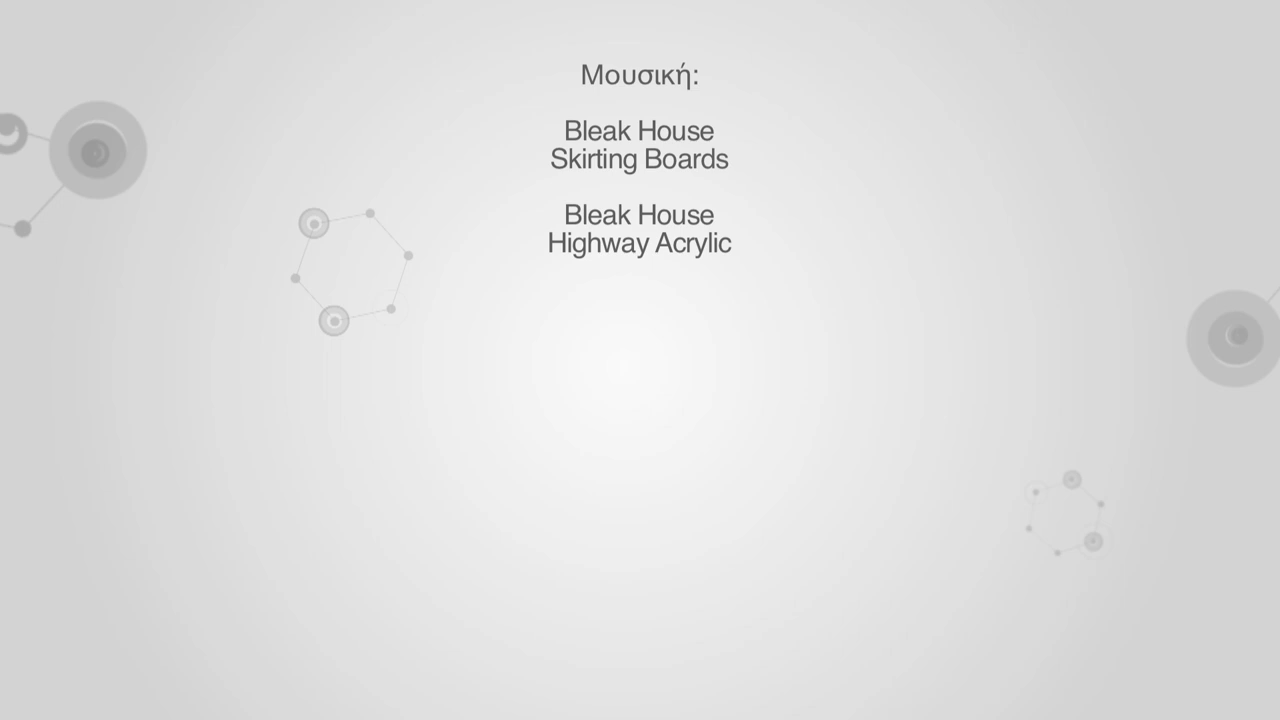 Μουσική:
Bleak House
Skirting Boards
Bleak House
Highway Acrylic